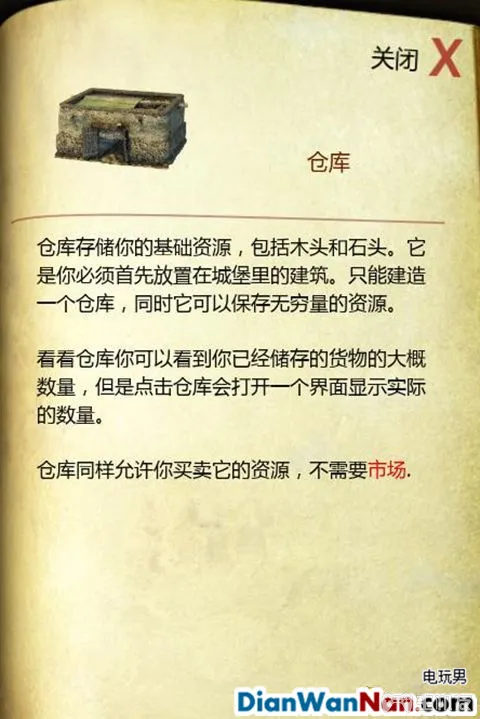 关闭 X
仓库
仓库存储你的基础资源，包括木头和石头。它
是你必须首先放置在城堡里的建筑。只能建造
一个仓库，同时它可以保存无穷量的资源。
看看仓库你可以看到你已经储存的货物的大概
数量，但是点击仓库会打开一个界面显示实际
的数量。
仓库同样允许你买卖它的资源，不需要市场.
电玩男
DianWanNan.com